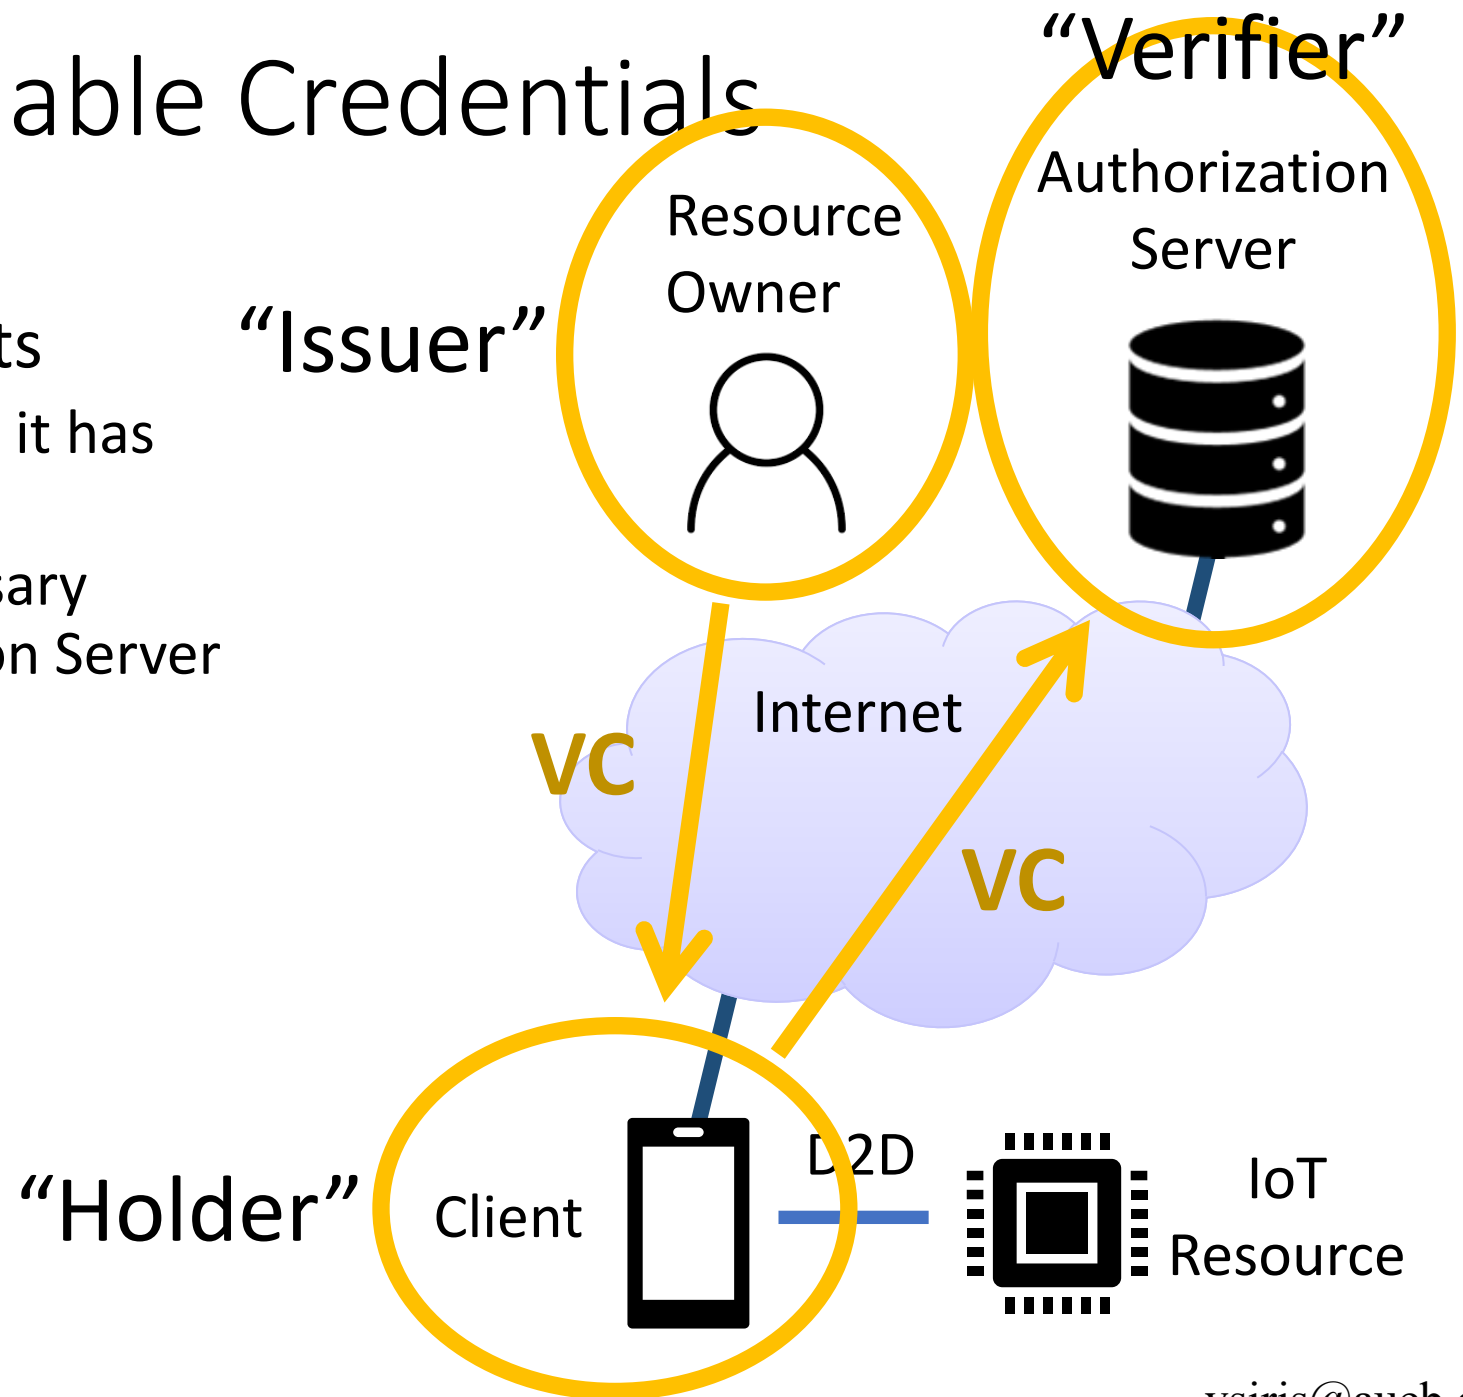 able Credentials
“Verifier”
Authorization
Server
Resource
Owner
“Issuer”
ts
it has
sary
on Server
Internet
VC
VC
“Holder”
Client
D2D
IoT
Resource